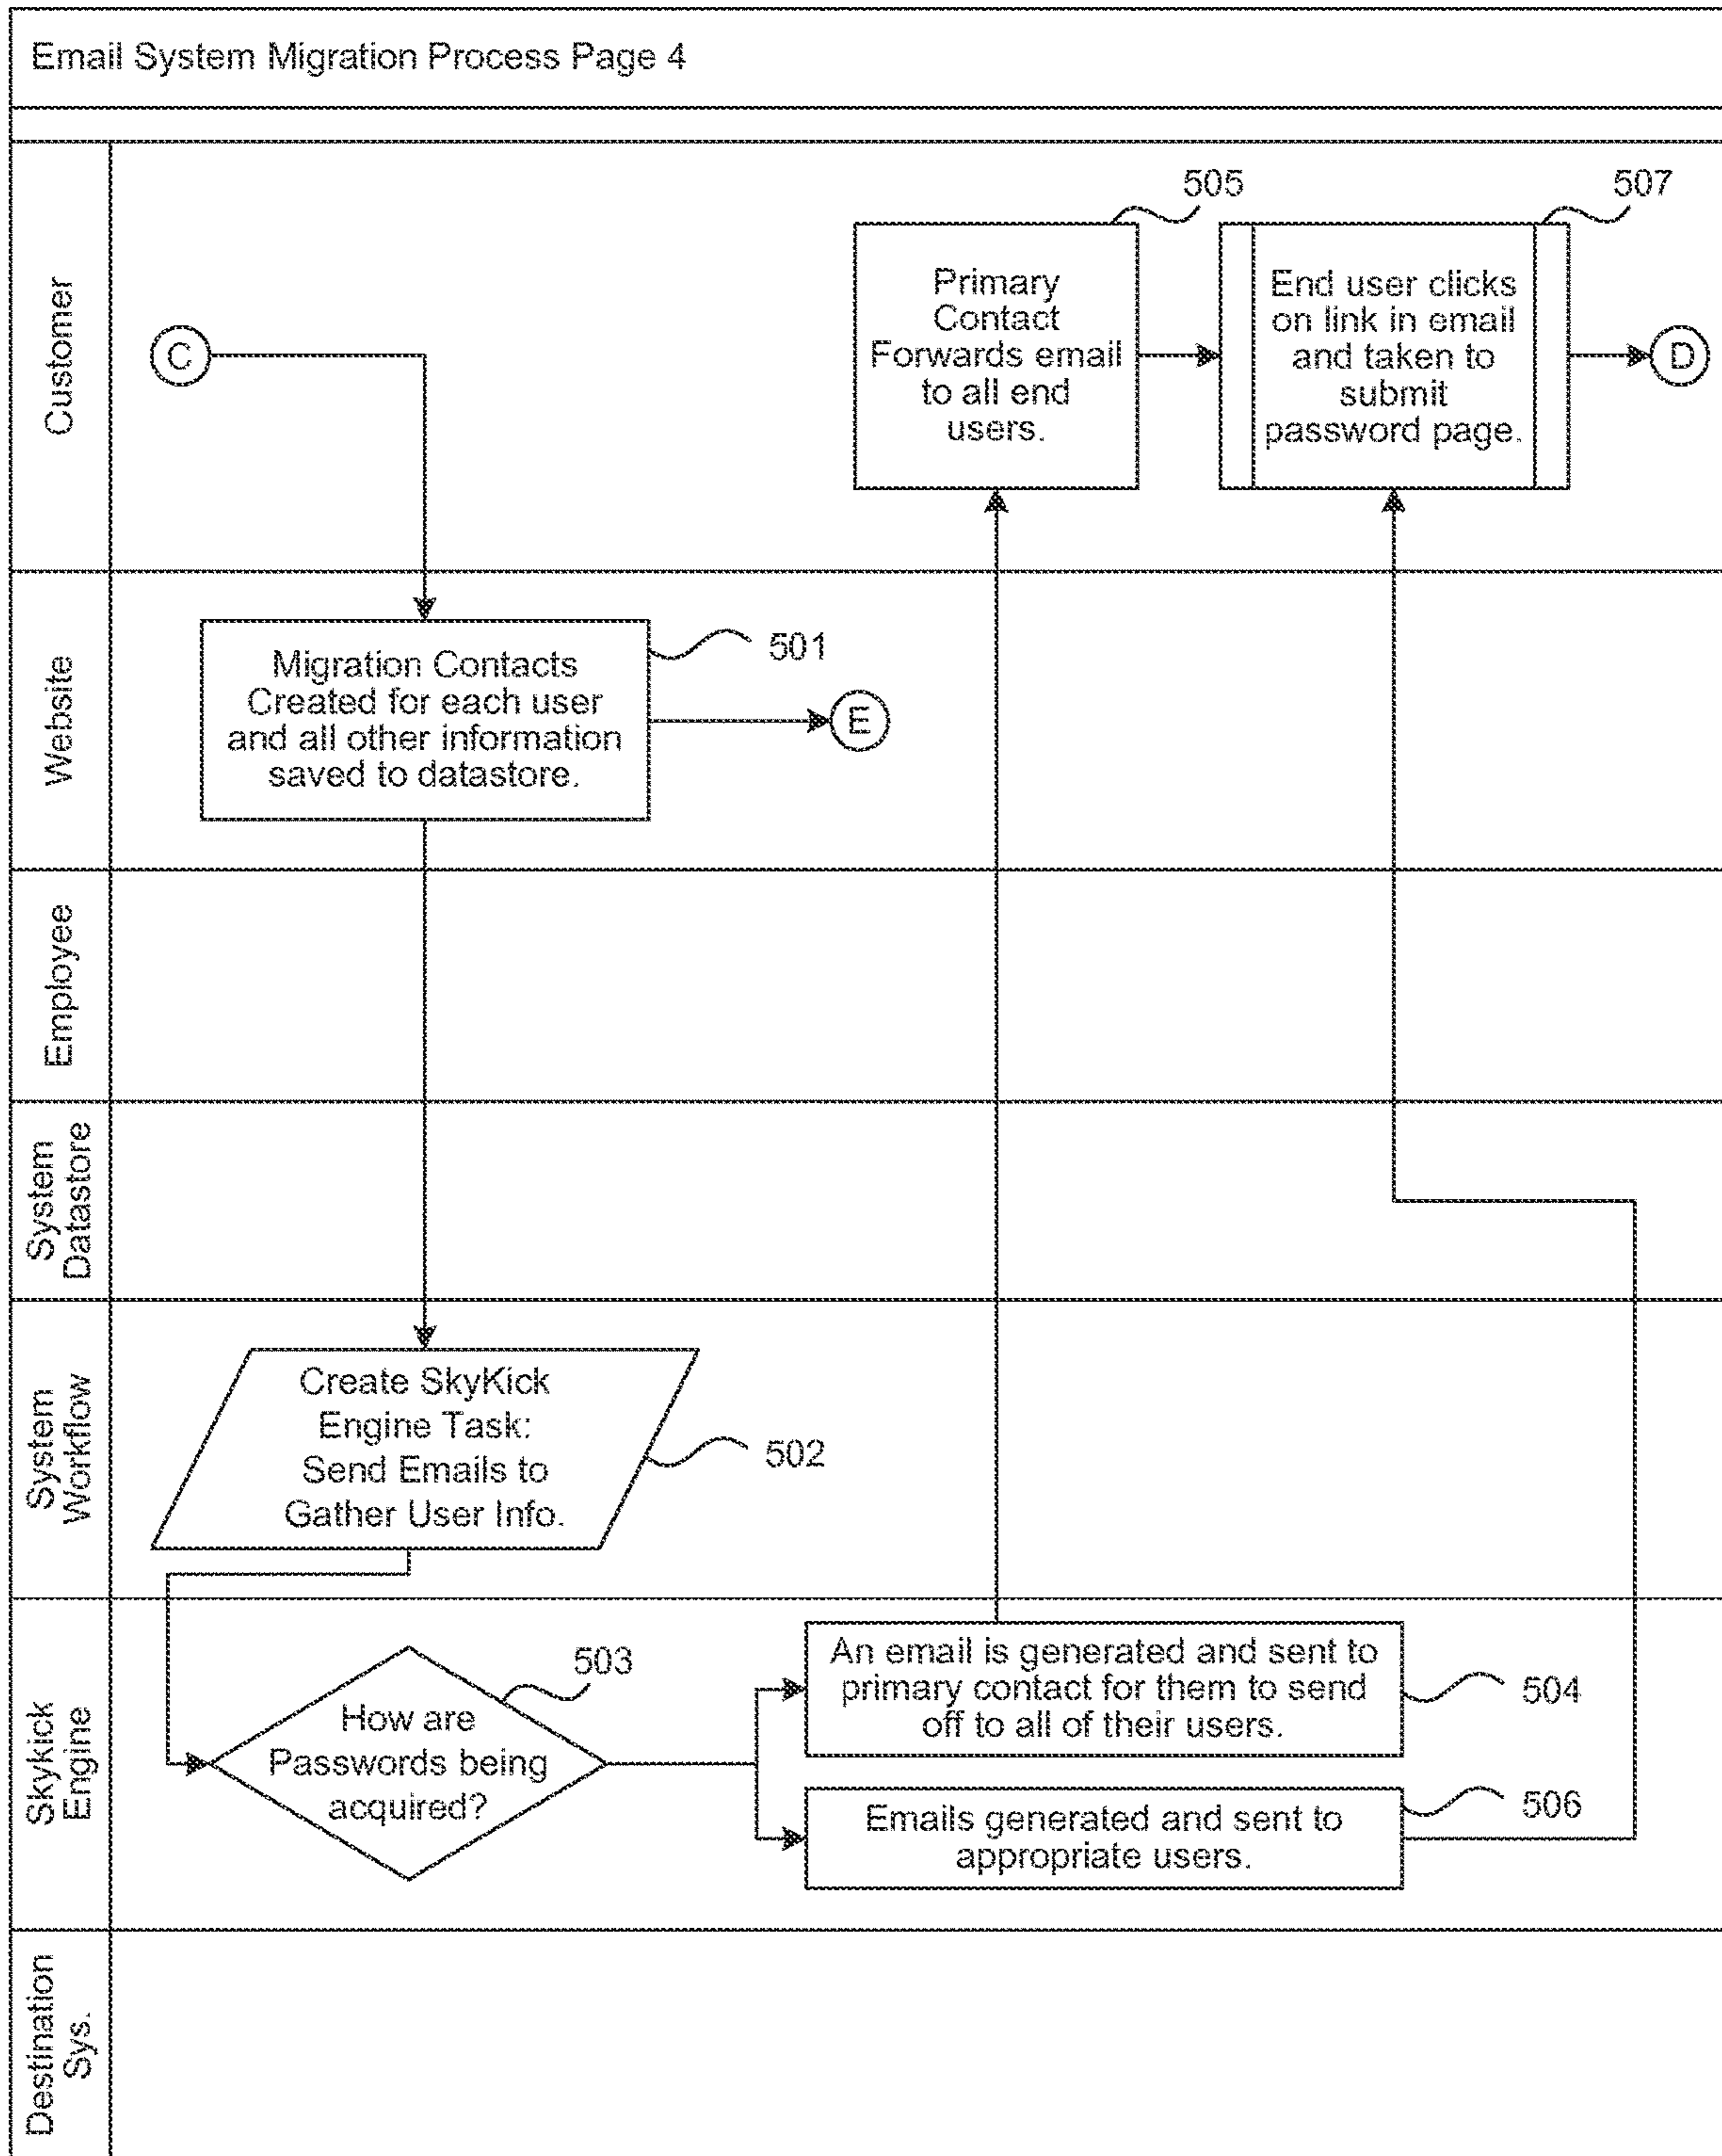 Email System Migration Process Page 4
Customer
C
505
Primary
Contact
Forwards email
to all end
users.
507
End user clicks
on link in email
and taken to
submit
password page.
D
Website
501
Migration Contacts
Created for each user
and all other information
saved to datastore.
E
Employee
System
Datastore
System
Workflow
Create SkyKick
Engine Task:
Send Emails to
Gather User Info.
502
Skykick
Engine
503
How are
Passwords being
acquired?
An email is generated and sent to
primary contact for them to send
off to all of their users.
504
Emails generated and sent to
appropriate users.
506
Destination
Sys.